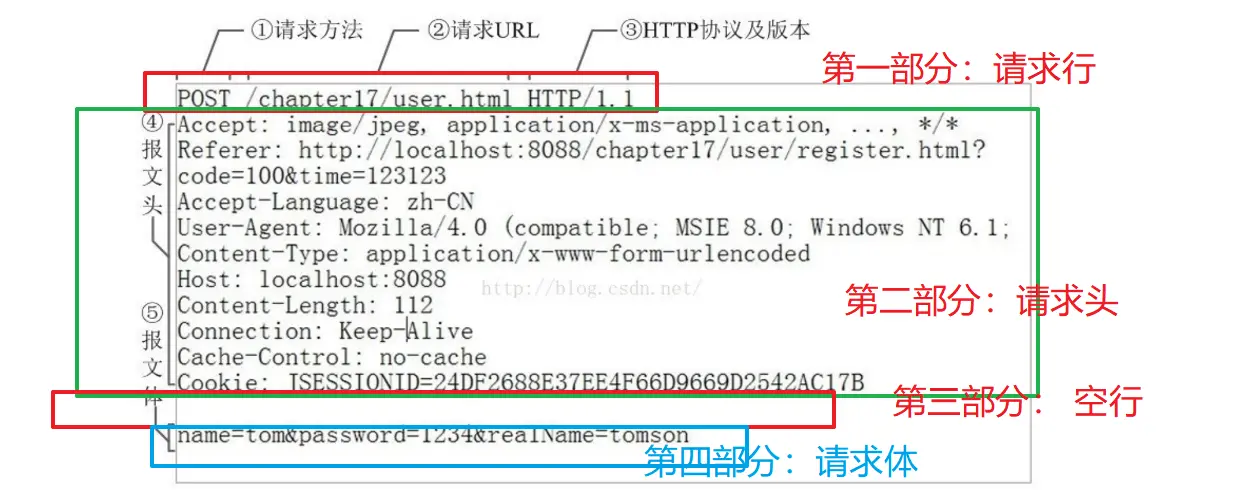 ①请求方法 ②请求URL ③HTTP协议及版本
第一部分：请求行
POST /chapter17/user.html HTTP/1.1
④报文头
Accept: image/jpeg, application/x-ms-application, ..., */*
Referer: http://localhost:8088/chapter17/user/register.html?
code=100&time=123123
Accept-Language: zh-CN
User-Agent: Mozilla/4.0 (compatible; MSIE 8.0; Windows NT 6.1;
Content-Type: application/x-www-form-urlencoded
Host: localhost:8088
http://blog.csdn.net/
第二部分：请求头
Content-Length: 112
⑤报文体
Connection: Keep-Alive
Cache-Control: no-cache
Cookie: JSESSIONID=24DF2688E37EE4F66D9669D2542AC17B
第三部分： 空行
name=tom&password=1234&realName=tomson
第四部分：请求体